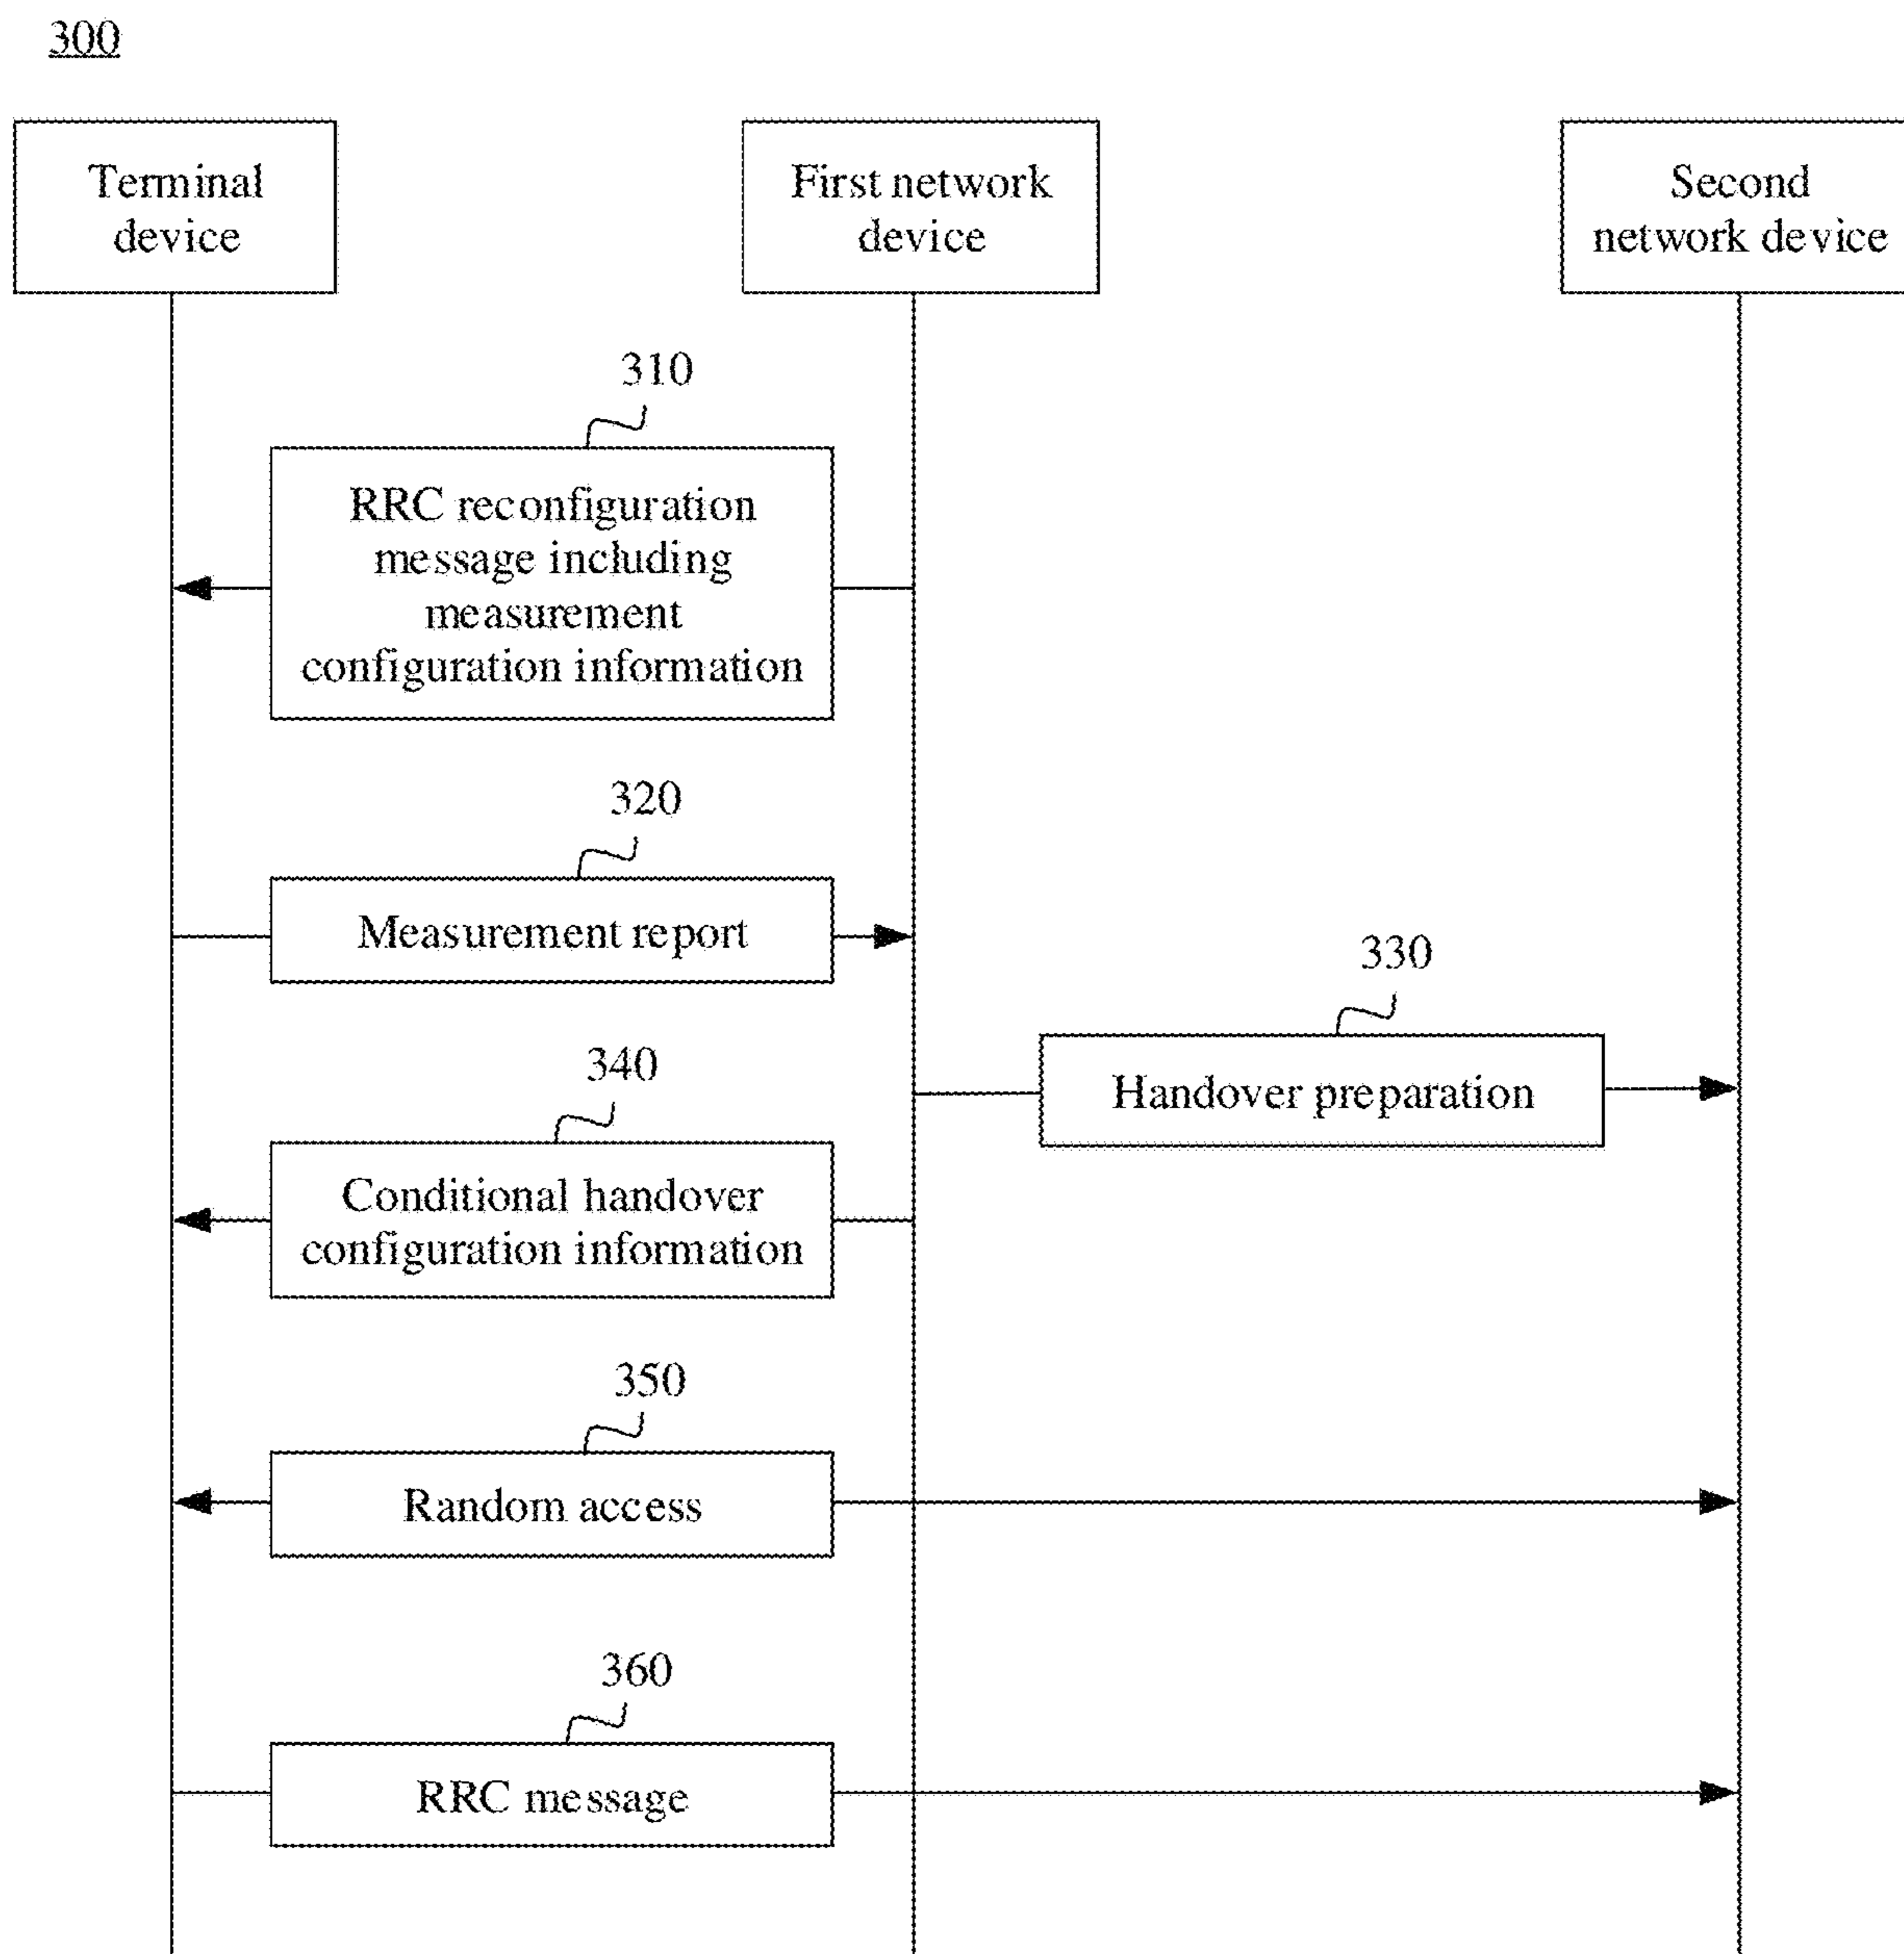 300
Terminal
device
First network
device
Second
network device
310
RRC reconfiguration
message including
measurement
configuration information
320
Measurement report
330
Handover preparation
340
Conditional handover
configuration information
350
Random access
360
RRC message